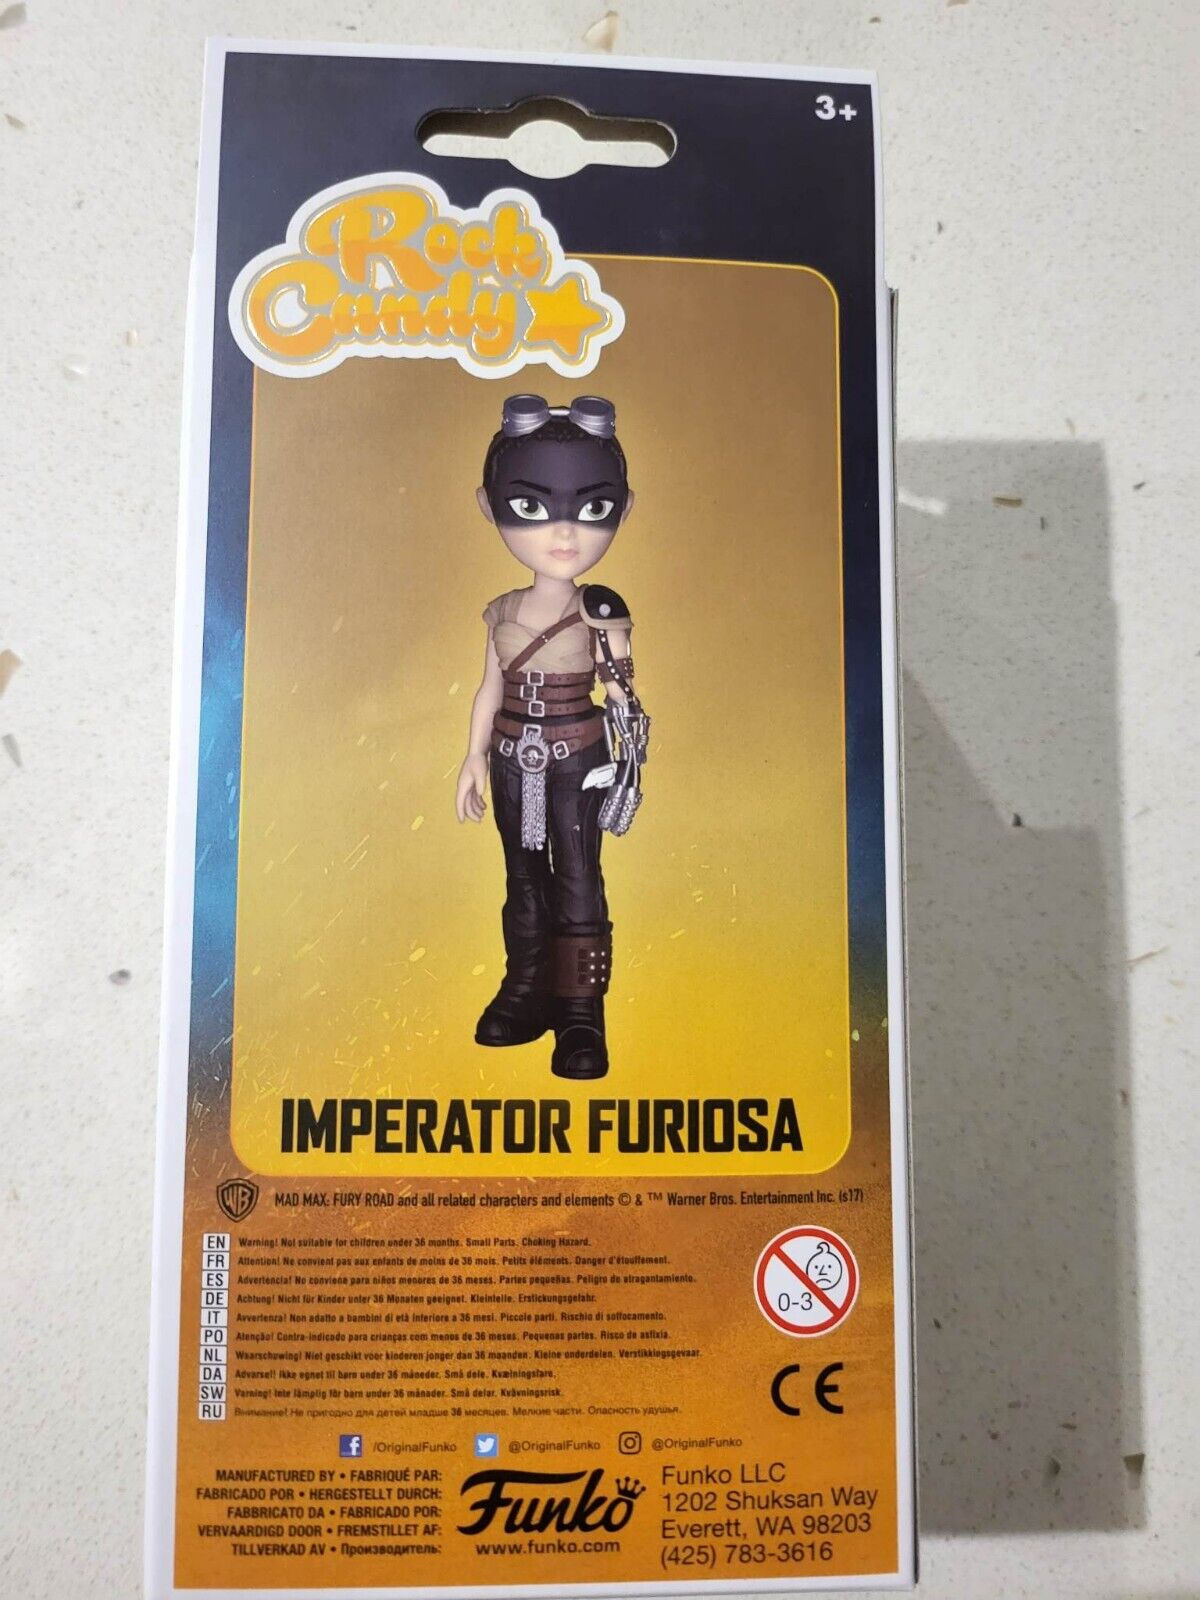 3+
Rock
Candy
IMPERATOR FURIOSA
WB
MAD MAX: FURY ROAD and all related characters and elements © & ™ Warner Bros. Entertainment Inc. (s17)
EN Warning! Not suitable for children under 36 months. Small Parts. Choking Hazard.
FR Attention! Ne convient pas aux enfants de moins de 36 mois. Petits éléments. Danger d'étouffement.
ES Advertencia! No conviene para niños menores de 36 meses. Partes pequeñas. Peligro de atragantamiento.
DE Achtung! Nicht für Kinder unter 36 Monaten geeignet. Kleinteile. Erstickungsgefahr.
IT Avvertenza! Non adatto a bambini di età inferiore a 36 mesi. Piccole parti. Rischio di soffocamento.
PO Atenção! Contra-indicado para crianças com menos de 36 meses. Pequenas partes. Risco de asfixia.
NL Waarschuwing! Niet geschikt voor kinderen jonger dan 36 maanden. Kleine onderdelen. Verstikkingsgevaar.
DA Advarsel! Ikke egnet til børn under 36 måneder. Små dele. Kvælningsfare.
SW Varning! Inte lämplig för barn under 36 månader. Små delar. Kvävningsrisk.
RU Внимание! Не пригодно для детей младше 36 месяцев. Мелкие части. Опасность удушья.
0-3
CE
/OriginalFunko @OriginalFunko @OriginalFunko
MANUFACTURED BY • FABRIQUÉ PAR:
FABRICADO POR • HERGESTELLT DURCH:
FABBRICATO DA • FABRICADO POR:
VERVAARDIGD DOOR • FREMSTILLET AF:
TILLVERKAD AV • Производитель:
Funko
www.funko.com
Funko LLC
1202 Shuksan Way
Everett, WA 98203
(425) 783-3616